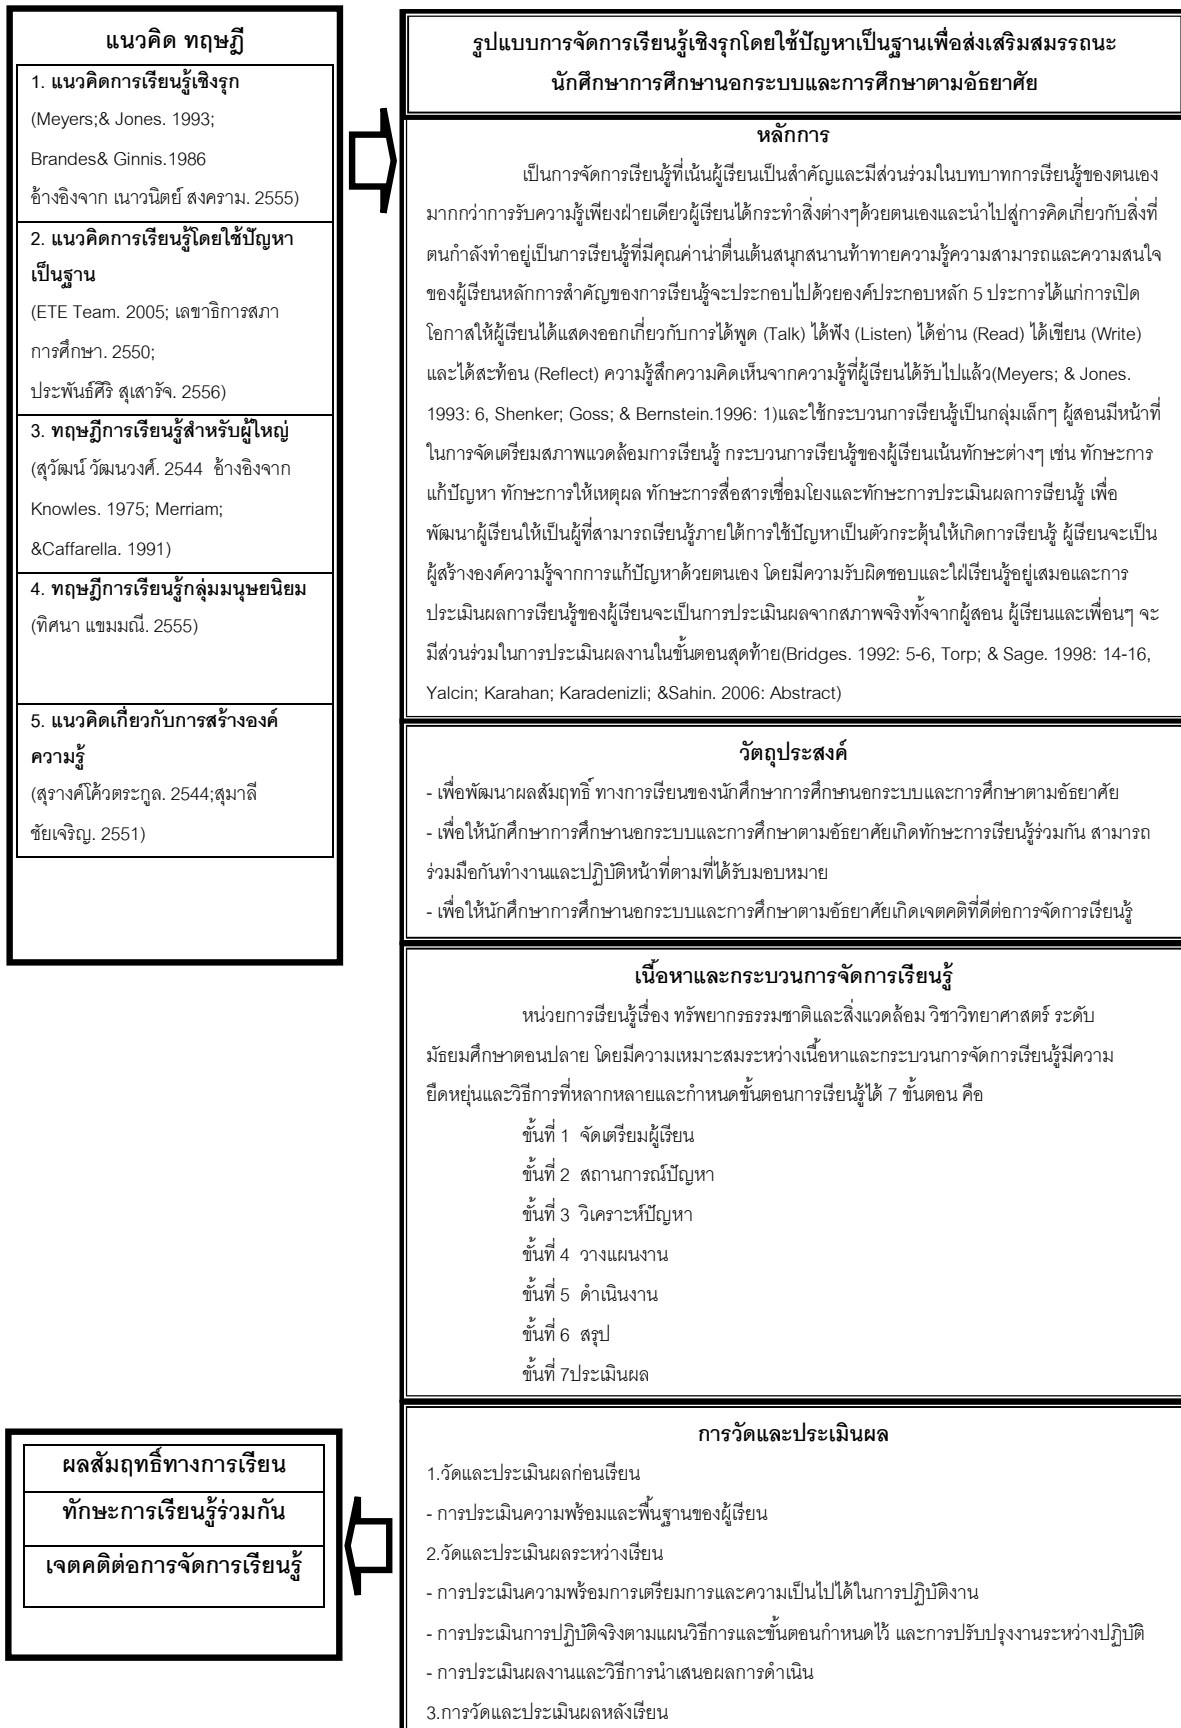 แนวคิด ทฤษฎี
1. แนวคิดการเรียนรู้เชิงรุก
(Meyers;& Jones. 1993;
Brandes& Ginnis.1986
อ้างอิงจาก เนาวนิตย์ สงคราม. 2555)
2. แนวคิดการเรียนรู้โดยใช้ปัญหา
เป็นฐาน
(ETE Team. 2005; เลขาธิการสภา
การศึกษา. 2550;
ประพันธ์ศิริ สุเสารัจ. 2556)
3. ทฤษฎีการเรียนรู้สำหรับผู้ใหญ่
(สุวัฒน์ วัฒนวงศ์. 2544 อ้างอิงจาก
Knowles. 1975; Merriam;
&Caffarella. 1991)
4. ทฤษฎีการเรียนรู้กลุ่มมนุษยนิยม
(ทิศนา แขมมณี. 2555)
5. แนวคิดเกี่ยวกับการสร้างองค์
ความรู้
(สุรางค์โค้วตระกูล. 2544;สุมาลี
ชัยเจริญ. 2551)
รูปแบบการจัดการเรียนรู้เชิงรุกโดยใช้ปัญหาเป็นฐานเพื่อส่งเสริมสมรรถนะ
นักศึกษาการศึกษานอกระบบและการศึกษาตามอัธยาศัย
หลักการ
เป็นการจัดการเรียนรู้ที่เน้นผู้เรียนเป็นสำคัญและมีส่วนร่วมในบทบาทการเรียนรู้ของตนเอง
มากกว่าการรับความรู้เพียงฝ่ายเดียวผู้เรียนได้กระทำสิ่งต่างๆด้วยตนเองและนำไปสู่การคิดเกี่ยวกับสิ่งที่
ตนกำลังทำอยู่เป็นการเรียนรู้ที่มีคุณค่าน่าตื่นเต้นสนุกสนานท้าทายความรู้ความสามารถและความสนใจ
ของผู้เรียนหลักการสำคัญของการเรียนรู้จะประกอบไปด้วยองค์ประกอบหลัก 5 ประการได้แก่การเปิด
โอกาสให้ผู้เรียนได้แสดงออกเกี่ยวกับการได้พูด (Talk) ได้ฟัง (Listen) ได้อ่าน (Read) ได้เขียน (Write)
และได้สะท้อน (Reflect) ความรู้สึกความคิดเห็นจากความรู้ที่ผู้เรียนได้รับไปแล้ว(Meyers; & Jones.
1993: 6, Shenker; Goss; & Bernstein.1996: 1)และใช้กระบวนการเรียนรู้เป็นกลุ่มเล็กๆ ผู้สอนมีหน้าที่
ในการจัดเตรียมสภาพแวดล้อมการเรียนรู้ กระบวนการเรียนรู้ของผู้เรียนเน้นทักษะต่างๆ เช่น ทักษะการ
แก้ปัญหา ทักษะการให้เหตุผล ทักษะการสื่อสารเชื่อมโยงและทักษะการประเมินผลการเรียนรู้ เพื่อ
พัฒนาผู้เรียนให้เป็นผู้ที่สามารถเรียนรู้ภายใต้การใช้ปัญหาเป็นตัวกระตุ้นให้เกิดการเรียนรู้ ผู้เรียนจะเป็น
ผู้สร้างองค์ความรู้จากการแก้ปัญหาด้วยตนเอง โดยมีความรับผิดชอบและใฝ่เรียนรู้อยู่เสมอและการ
ประเมินผลการเรียนรู้ของผู้เรียนจะเป็นการประเมินผลจากสภาพจริงทั้งจากผู้สอน ผู้เรียนและเพื่อนๆ จะ
มีส่วนร่วมในการประเมินผลงานในขั้นตอนสุดท้าย(Bridges. 1992: 5-6, Torp; & Sage. 1998: 14-16,
Yalcin; Karahan; Karadenizli; &Sahin. 2006: Abstract)
วัตถุประสงค์
- เพื่อพัฒนาผลสัมฤทธิ์ ทางการเรียนของนักศึกษาการศึกษานอกระบบและการศึกษาตามอัธยาศัย
- เพื่อให้นักศึกษาการศึกษานอกระบบและการศึกษาตามอัธยาศัยเกิดทักษะการเรียนรู้ร่วมกัน สามารถ
ร่วมมือกันทำงานและปฏิบัติหน้าที่ตามที่ได้รับมอบหมาย
- เพื่อให้นักศึกษาการศึกษานอกระบบและการศึกษาตามอัธยาศัยเกิดเจตคติที่ดีต่อการจัดการเรียนรู้
เนื้อหาและกระบวนการจัดการเรียนรู้
หน่วยการเรียนรู้เรื่อง ทรัพยากรธรรมชาติและสิ่งแวดล้อม วิชาวิทยาศาสตร์ ระดับ
มัธยมศึกษาตอนปลาย โดยมีความเหมาะสมระหว่างเนื้อหาและกระบวนการจัดการเรียนรู้มีความ
ยืดหยุ่นและวิธีการที่หลากหลายและกำหนดขั้นตอนการเรียนรู้ได้ 7 ขั้นตอน คือ
ขั้นที่ 1 จัดเตรียมผู้เรียน
ขั้นที่ 2 สถานการณ์ปัญหา
ขั้นที่ 3 วิเคราะห์ปัญหา
ขั้นที่ 4 วางแผนงาน
ขั้นที่ 5 ดำเนินงาน
ขั้นที่ 6 สรุป
ขั้นที่ 7ประเมินผล
การวัดและประเมินผล
1.วัดและประเมินผลก่อนเรียน
- การประเมินความพร้อมและพื้นฐานของผู้เรียน
2.วัดและประเมินผลระหว่างเรียน
- การประเมินความพร้อมการเตรียมการและความเป็นไปได้ในการปฏิบัติงาน
- การประเมินการปฏิบัติจริงตามแผนวิธีการและขั้นตอนกำหนดไว้ และการปรับปรุงงานระหว่างปฏิบัติ
- การประเมินผลงานและวิธีการนำเสนอผลการดำเนิน
3.การวัดและประเมินผลหลังเรียน
ผลสัมฤทธิ์ทางการเรียน
ทักษะการเรียนรู้ร่วมกัน
เจตคติต่อการจัดการเรียนรู้